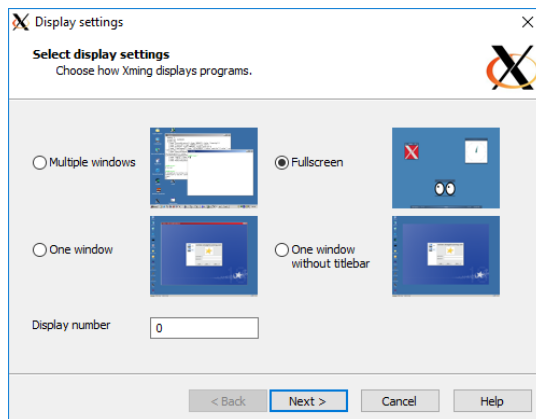 Display settings
Select display settings
Choose how Xming displays programs.
Multiple windows
Fullscreen
One window
One window
without titlebar
Display number
0
< Back
Next >
Cancel
Help